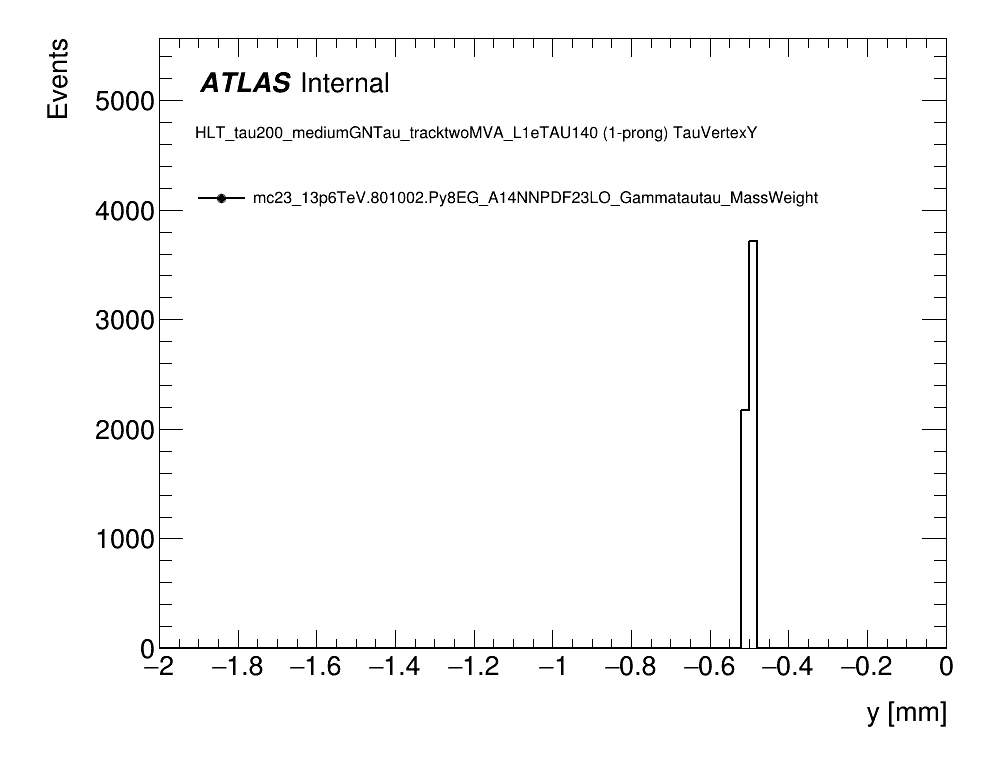 Events
ATLAS Internal
HLT_tau200_mediumGNTau_tracktwoMVA_L1eTAU140 (1-prong) TauVertexY
mc23_13p6TeV.801002.Py8EG_A14NNPDF23LO_Gammatautau_MassWeight
5000
4000
3000
2000
1000
0
−2 −1.8 −1.6 −1.4 −1.2 −1 −0.8 −0.6 −0.4 −0.2 0
y [mm]